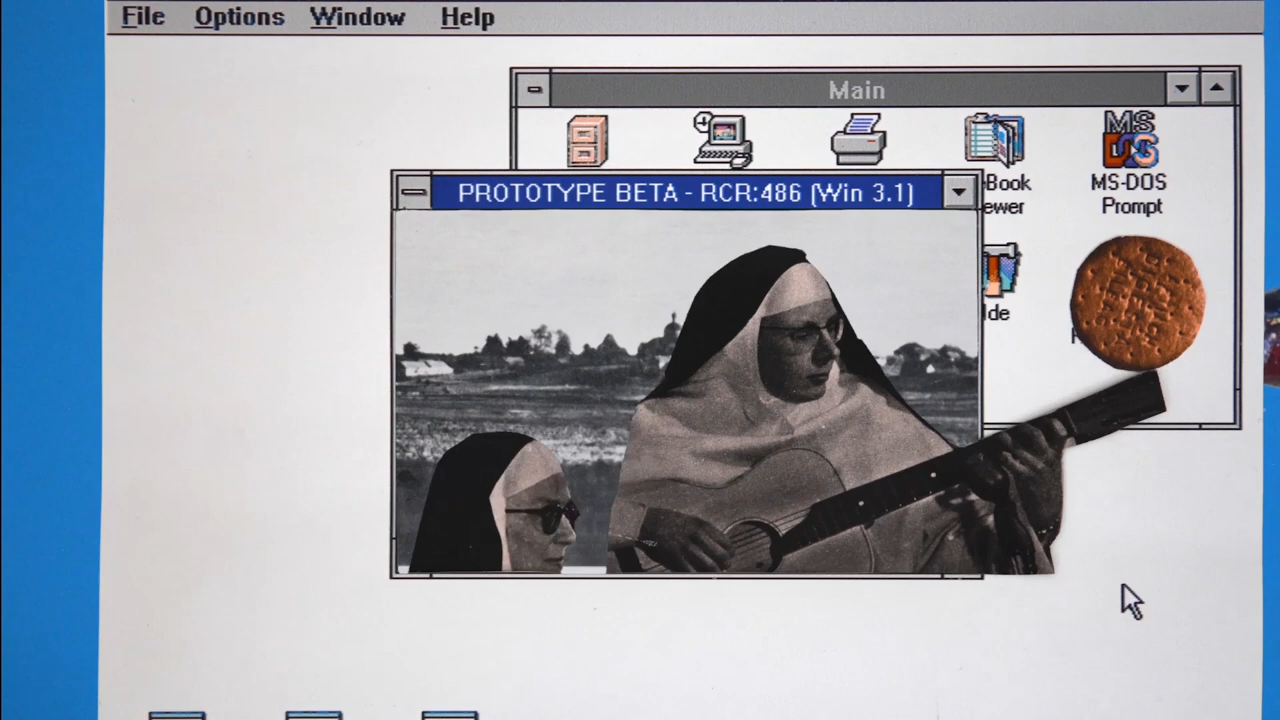 File Options Window Help
Main
PROTOTYPE BETA - RCR:486 (Win 3.1)
MS
DOS
Book
ewer
MS-DOS
Prompt
lde